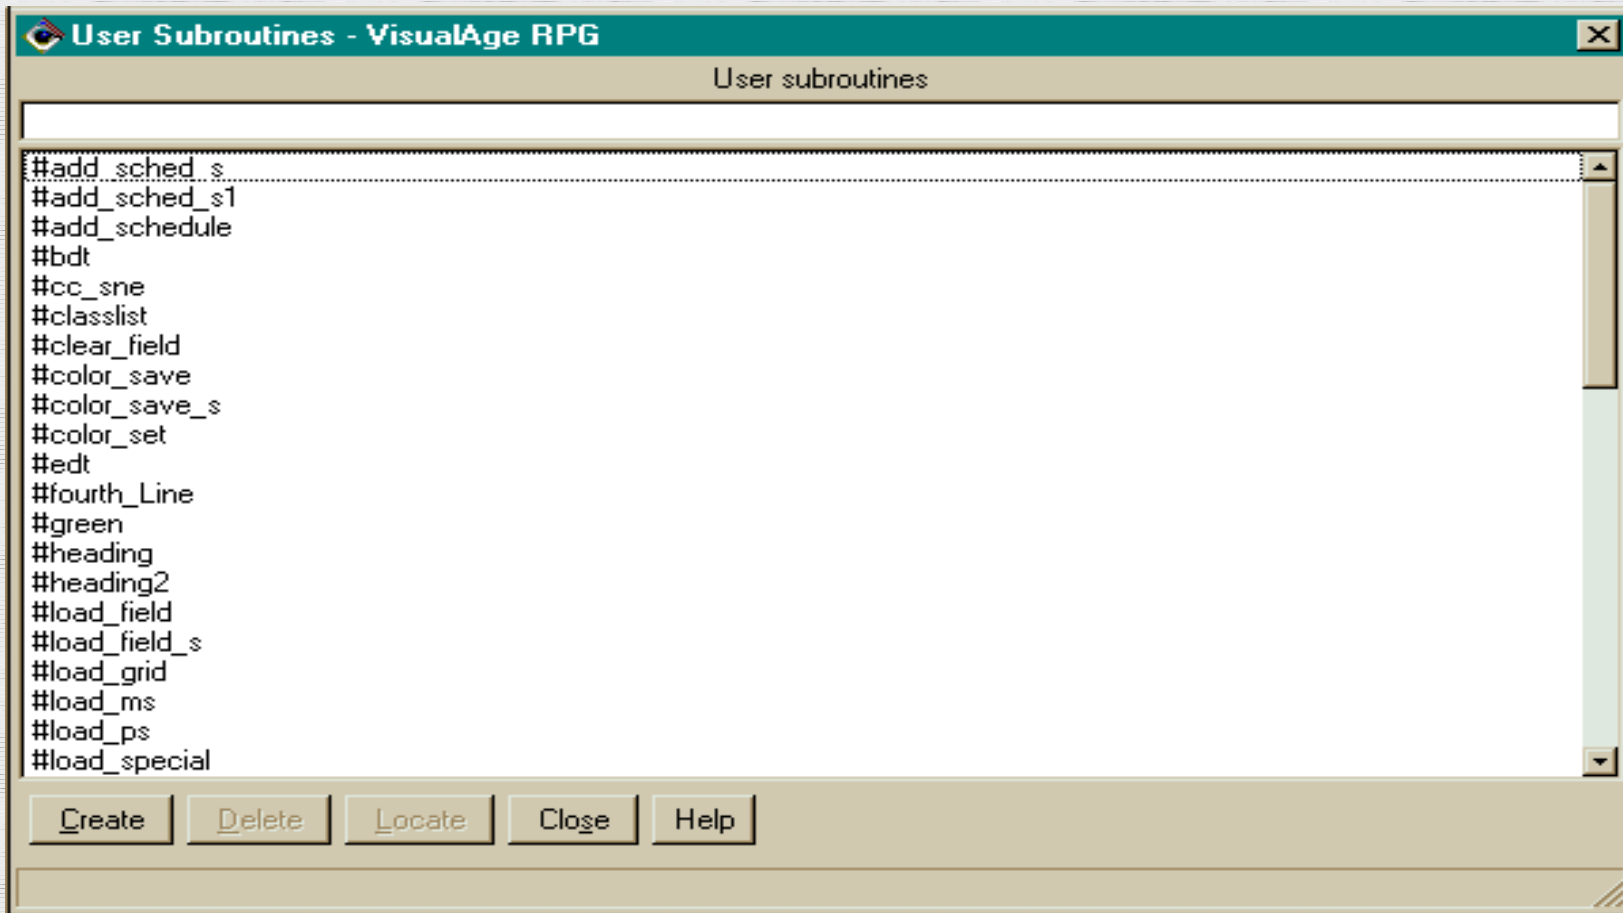 User Subroutines - VisualAge RPG
User subroutines
#add_sched_s
#add_sched_s1
#add_schedule
#bdt
#cc_sne
#classlist
#clear_field
#color_save
#color_save_s
#color_set
#edt
#fourth_Line
#green
#heading
#heading2
#load_field
#load_field_s
#load_grid
#load_ms
#load_ps
#load_special
Create Delete Locate Close Help